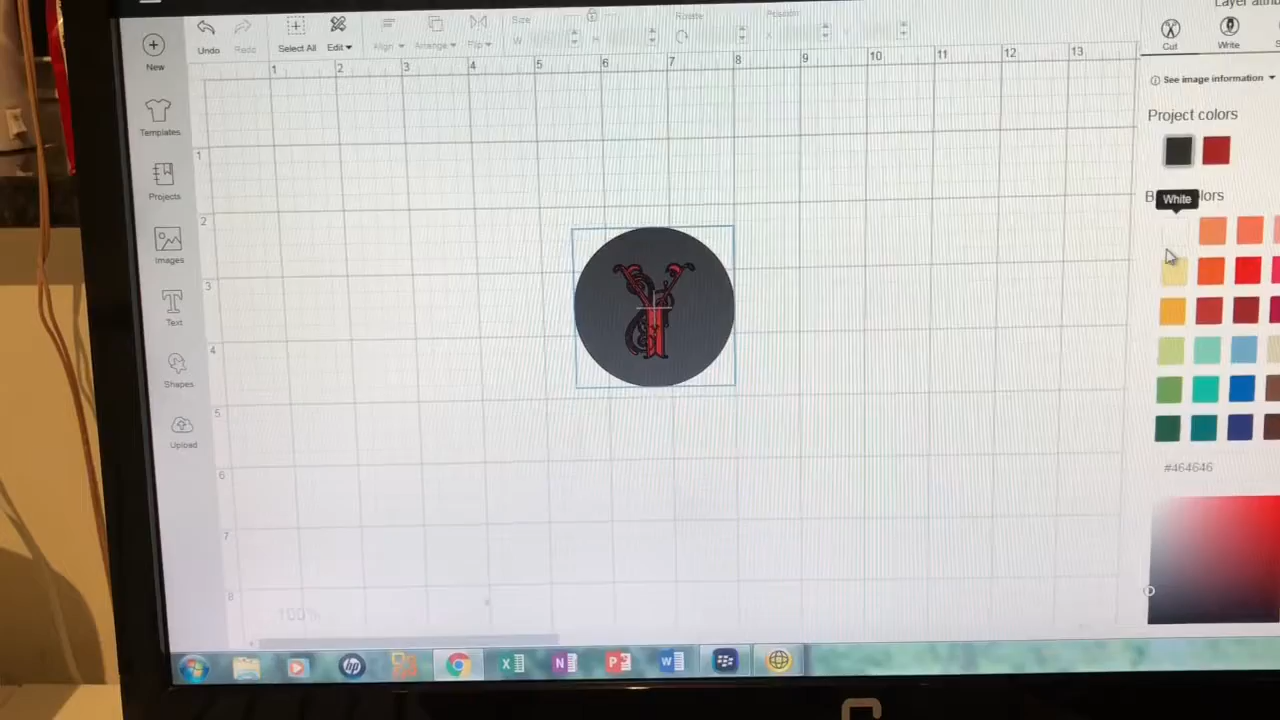 Layer
Undo
Redo
Select All
Edit
Align
Arrange
Flip
Size
W
H
Rotate
Position
Cut
Write
New
Templates
Projects
Images
Text
Shapes
Upload
1 2 3 4 5 6 7 8 9 10 11 12 13
1
2
3
4
5
6
7
8
Y
See image information
Project colors
White
#464646
100%
hp